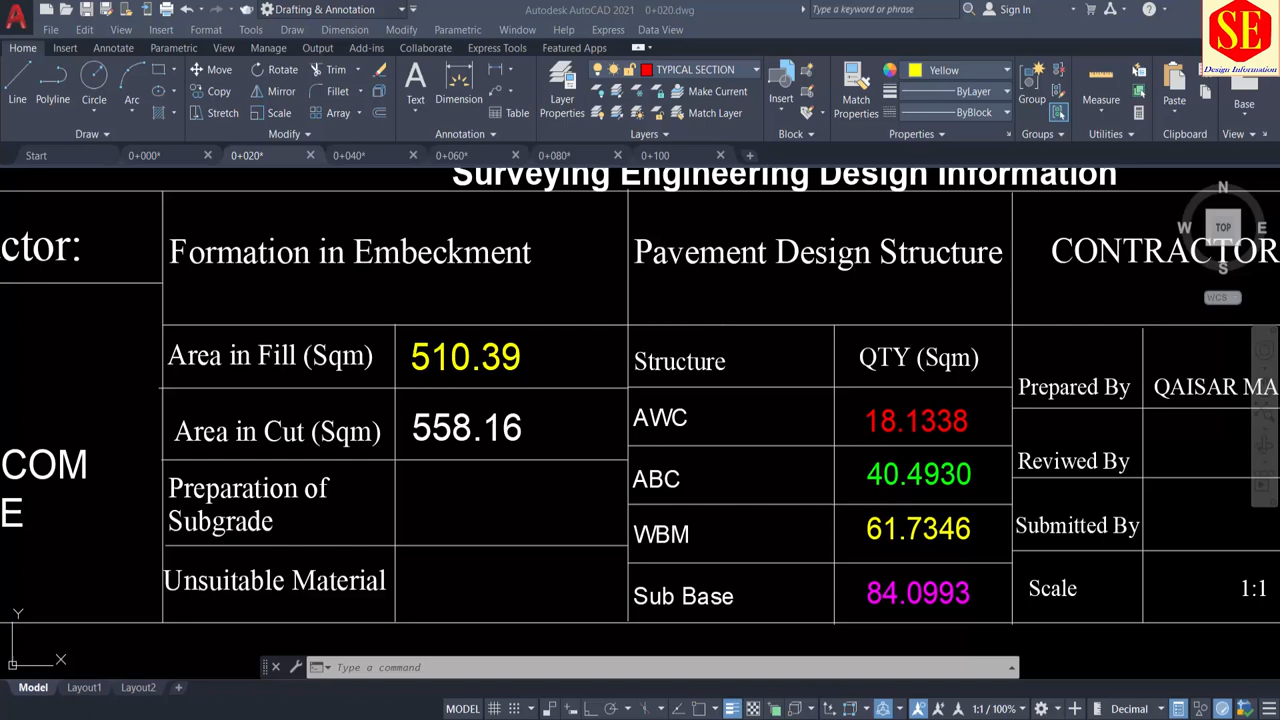 Drafting & Annotation
Autodesk AutoCAD 2021
0+020.dwg
Type a keyword or phrase
Sign In
File Edit View Insert Format Tools Draw Dimension Modify Parametric Window Help Express Data View
Home Insert Annotate Parametric View Manage Output Add-ins Collaborate Express Tools Featured Apps
SE
Design Information
Line Polyline Circle Arc
Move Rotate Trim
Copy Mirror Fillet
Stretch Scale Array
Text Dimension Table
Layer Properties
TYPICAL SECTION
Make Current
Match Layer
Insert
Match Properties
Yellow
ByLayer
ByBlock
Group
Measure
Paste
Base
Draw Modify Annotation Layers Block Properties Groups Utilities Clipboard View
Start 0+000* 0+020* 0+040* 0+060* 0+080* 0+100
Surveying Engineering Design Information
ctor:
Formation in Embeckment
Pavement Design Structure
CONTRACTOR
N
W TOP E
S
WCS
Area in Fill (Sqm) 510.39
Structure QTY (Sqm)
Prepared By QAISAR MA
Area in Cut (Sqm) 558.16
AWC 18.1338
Reviwed By
COM
E
Preparation of
Subgrade
ABC 40.4930
WBM 61.7346
Submitted By
Unsuitable Material
Sub Base 84.0993
Scale 1:1
Y
X
Type a command
Model Layout1 Layout2
MODEL 1:1 / 100% Decimal